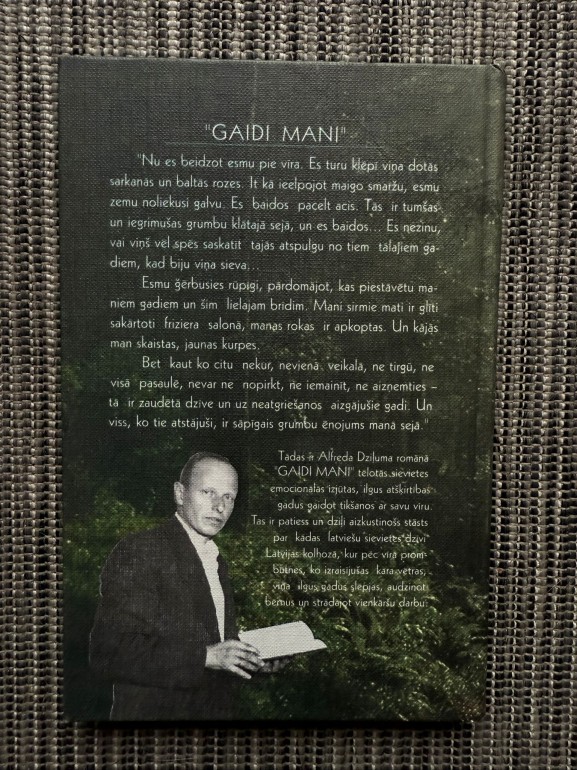 "GAIDI MANI"
"Nu es beidzot esmu pie vīra. Es turu klēpī viņa dotās
sarkanās un baltās rozes. It kā ieelpojot maigo smaržu, esmu
zemu noliekusi galvu. Es baidos pacelt acis. Tās ir tumšas
un iegrimušas grumbu klātajā sejā, un es baidos... Es nezinu,
vai viņš vēl spēs saskatīt tajās atspulgu no tiem tālajiem ga-
diem, kad biju viņa sieva...
Esmu ģērbusies rūpīgi, pārdomājot, kas piestāvētu ma-
niem gadiem un šim lielajam brīdim. Mani sirmie mati ir glīti
sakārtoti friziera salonā, manas rokas ir apkoptas. Un kājās
man skaistas, jaunas kurpes.
Bet kaut ko citu nekur, nevienā veikalā, ne tirgū, ne
visā pasaulē, nevar ne nopirkt, ne iemainīt, ne aizņemties –
tā ir zaudētā dzīve un uz neatgriešanos aizgājušie gadi. Un
viss, ko tie atstājuši, ir sāpīgais grumbu ēnojums manā sejā."
Tādas ir Alfreda Dziļuma romānā
"GAIDI MANI" tēlotās sievietes
emocionālās izjūtas, ilgus atšķirtības
gadus gaidot tikšanos ar savu vīru.
Tas ir patiess un dziļi aizkustinošs stāsts
par kādas latviešu sievietes dzīvi
Latvijas kolhozā, kur pēc vīra prom-
būtnes, ko izraisījušas kara vētras,
viņa ilgus gadus slēpjas, audzinot
bērnus un strādājot vienkāršu darbu.